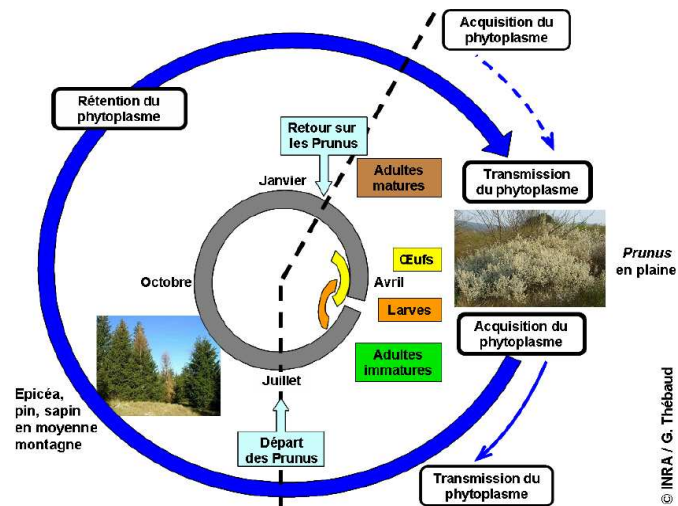 Acquisition du
phytoplasme
Rétention du
phytoplasme
Retour sur
les Prunus
Adultes
matures
Transmission
du phytoplasme
Janvier
Prunus
en plaine
Œufs
Octobre
Avril
Larves
Acquisition du
phytoplasme
Adultes
immatures
Juillet
Epicéa,
pin, sapin
en moyenne
montagne
Départ
des Prunus
Transmission du
phytoplasme
© INRA / G. Thébaud